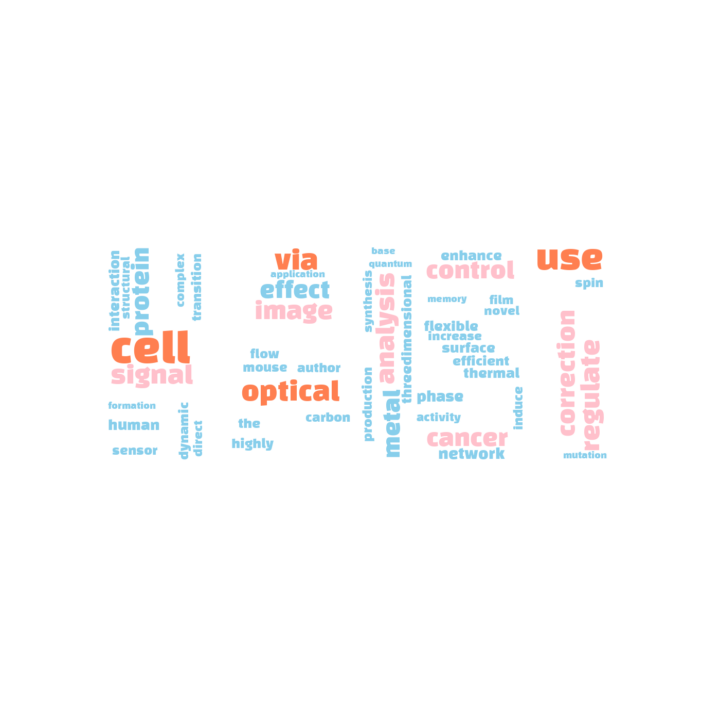 interaction
structural
protein
complex
transition
cell
signal
formation
human
sensor
dynamic
direct
via
application
effect
image
flow
mouse
author
optical
carbon
the
highly
base
quantum
synthesis
analysis
threedimensional
production
metal
enhance
control
memory
film
novel
flexible
increase
surface
efficient
thermal
phase
activity
induce
cancer
network
use
spin
correction
regulate
mutation